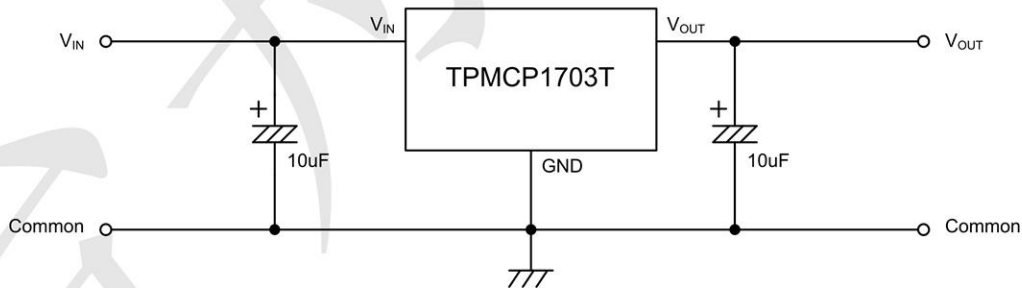 V_IN
V_IN
TPMCP1703T
V_OUT
V_OUT
+
10uF
GND
+
10uF
Common
Common